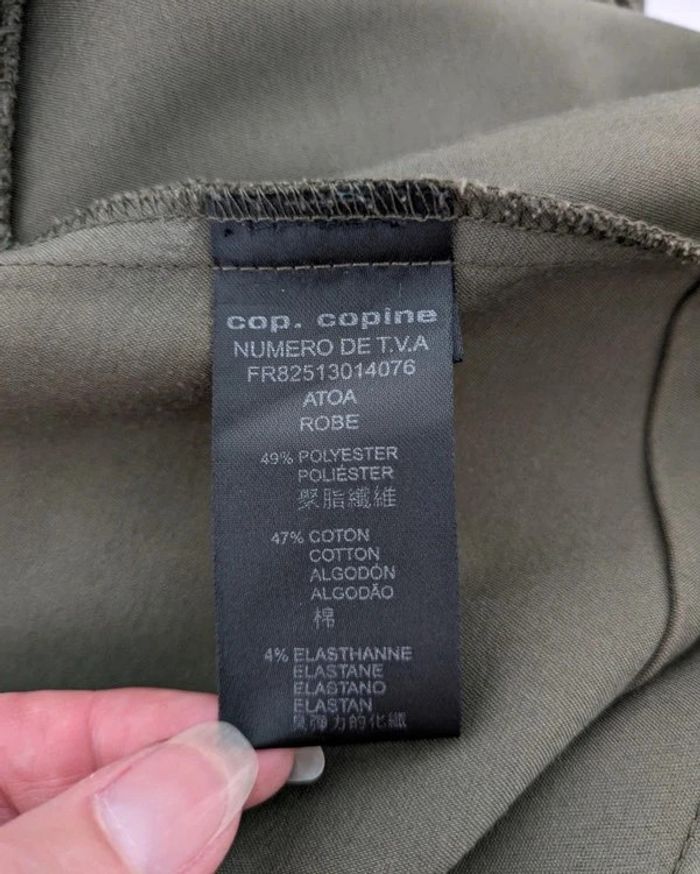 cop. copine
NUMERO DE T.V.A
FR82513014076
ATOA
ROBE
49% POLYESTER
POLIÉSTER
聚脂纖維
47% COTON
COTTON
ALGODÓN
ALGODÃO
棉
4% ELASTHANNE
ELASTANE
ELASTANO
ELASTAN
彈力的化纖